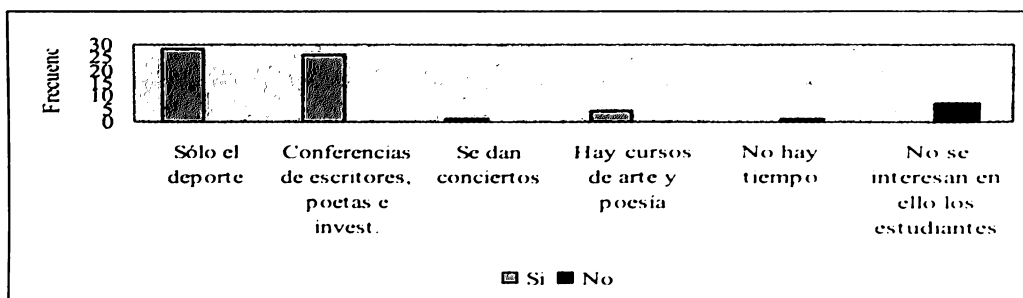 Frecuenc
30
25
20
15
10
5
0
Sólo el
deporte
Conferencias
de escritores,
poetas e
invest.
Se dan
conciertos
Hay cursos
de arte y
poesía
No hay
tiempo
No se
interesan en
ello los
estudiantes
Si No